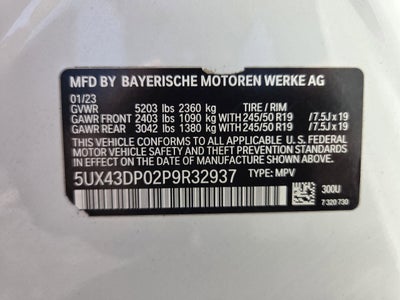 MFD BY BAYERISCHE MOTOREN WERKE AG
01/23
GVWR 5203 lbs 2360 kg TIRE / RIM
GAWR FRONT 2403 lbs 1090 kg WITH 245/50 R19 /7.5J x 19
GAWR REAR 3042 lbs 1380 kg WITH 245/50 R19 /7.5J x 19
THIS VEHICLE CONFORMS TO ALL APPLICABLE U. S. FEDERAL
MOTOR VEHICLE SAFETY AND THEFT PREVENTION STANDARDS
IN EFFECT ON THE DATE OF MANUFACTURE SHOWN ABOVE.
5UX43DP02P9R32937 TYPE: MPV 300U
7 320 730